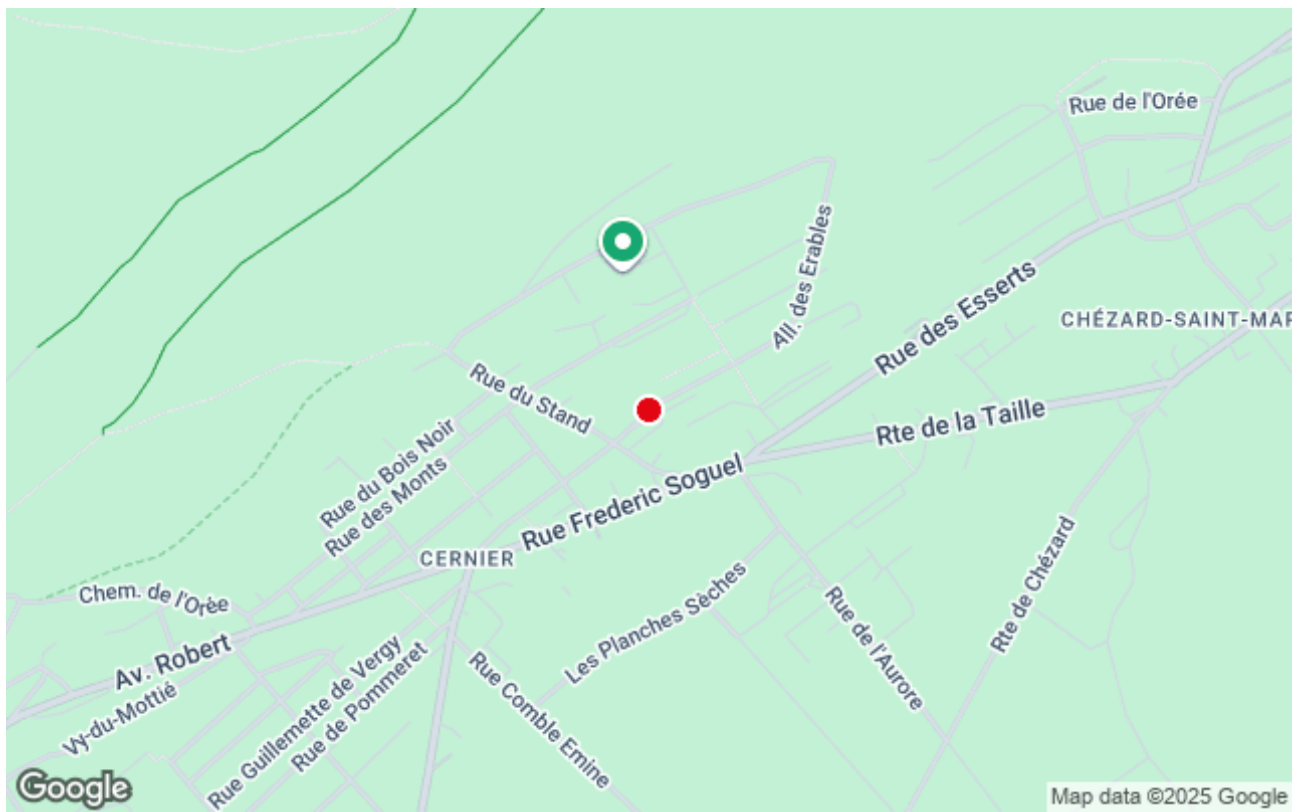 Rue de l'Orée
All. des Erables
Rue des Esserts
CHÉZARD-SAINT-MAR
Rue du Stand
Rte de la Taille
Rue du Bois Noir
Rue des Monts
Rue Frederic Soguel
CERNIER
Chem. de l'Orée
Les Planches Sèches
Rue de l'Aurore
Rte de Chézard
Av. Robert
Vy-du-Mottié
Rue Guillemette de Vergy
Rue de Pommeret
Rue Comble Emine
Google
Map data ©2025 Google